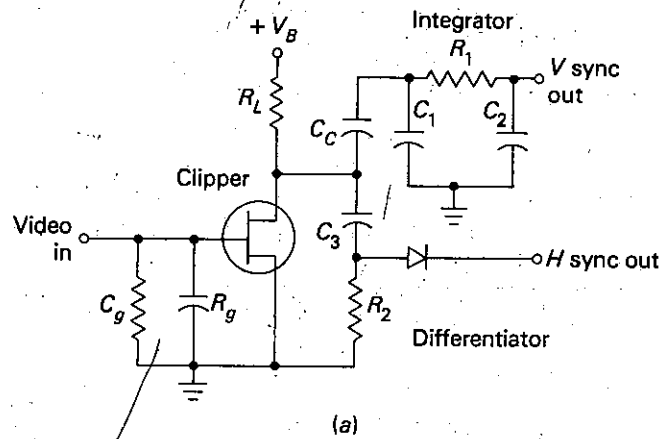 + V_B
Integrator
R_1
V sync
out
R_L
C_C
C_1
C_2
Clipper
Video
in
C_3
H sync out
C_g
R_g
R_2
Differentiator
(a)